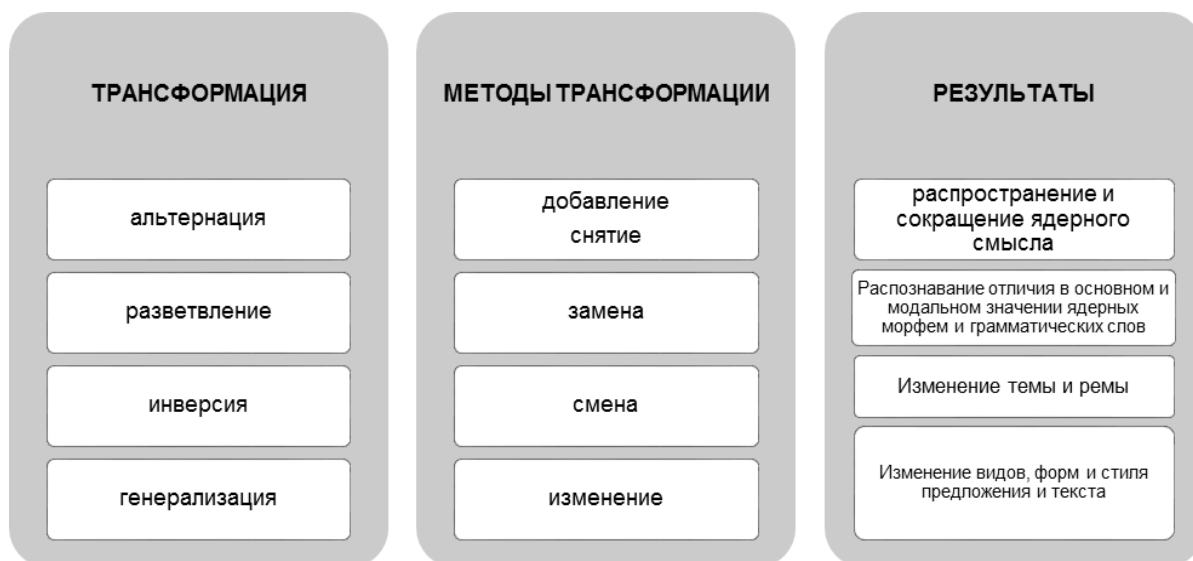 ТРАНСФОРМАЦИЯ
альтернация
разветвление
инверсия
генерализация
МЕТОДЫ ТРАНСФОРМАЦИИ
добавление
снятие
замена
смена
изменение
РЕЗУЛЬТАТЫ
распространение и
сокращение ядерного
смысла
Распознавание отличия в основном и
модальном значении ядерных
морфем и грамматических слов
Изменение темы и ремы
Изменение видов, форм и стиля
предложения и текста